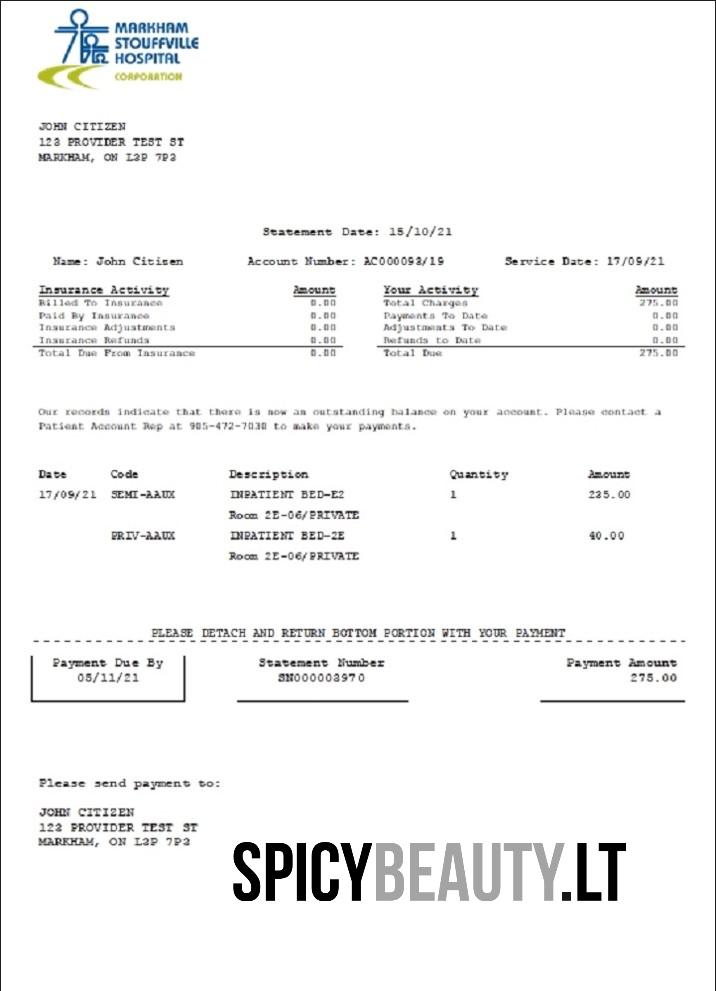 MARKHAM
STOUFFVILLE
HOSPITAL
CORPORATION
JOHN CITIZEN
123 PROVIDER TEST ST
MARKHAM, ON L3P 7P3
Statement Date: 15/10/21
Name: John Citizen Account Number: AC000093/19 Service Date: 17/09/21
Insurance Activity Amount Your Activity Amount
Billed To Insurance 0.00 Total Charges 275.00
Paid By Insurance 0.00 Payments To Date 0.00
Insurance Adjustments 0.00 Adjustments To Date 0.00
Insurance Refunds 0.00 Refunds to Date 0.00
Total Due From Insurance 0.00 Total Due 275.00
Our records indicate that there is now an outstanding balance on your account. Please contact a
Patient Account Rep at 905-472-7030 to make your payments.
Date Code Description Quantity Amount
17/09/21 SEMI-AAUX INPATIENT BED-E2 1 235.00
Room 2E-06/PRIVATE
PRIV-AAUX INPATIENT BED-2E 1 40.00
Room 2E-06/PRIVATE
PLEASE DETACH AND RETURN BOTTOM PORTION WITH YOUR PAYMENT
Payment Due By Statement Number Payment Amount
05/11/21 SN000003970 275.00
Please send payment to:
JOHN CITIZEN
123 PROVIDER TEST ST
MARKHAM, ON L3P 7P3
SPICYBEAUTY.LT